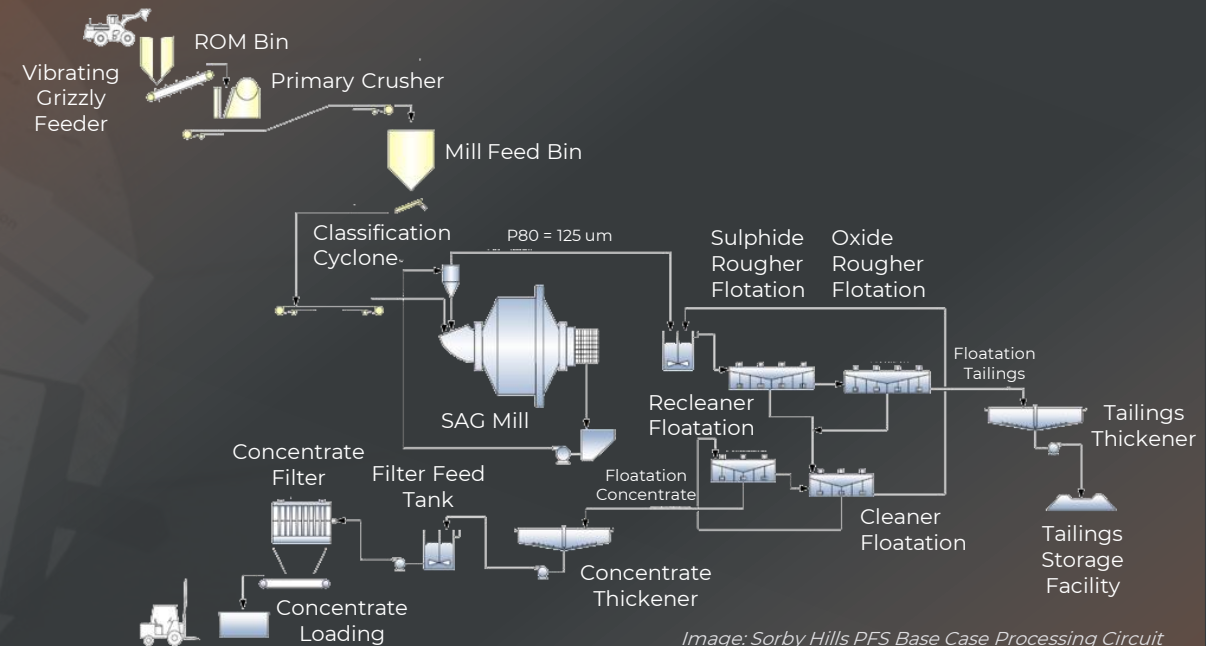 ROM Bin
Vibrating
Grizzly
Feeder
Primary Crusher
Mill Feed Bin
Classification
Cyclone
P80 = 125 um
Sulphide
Rougher
Flotation
Oxide
Rougher
Flotation
Floatation
Tailings
SAG Mill
Recleaner
Floatation
Tailings
Thickener
Concentrate
Filter
Filter Feed
Tank
Floatation
Concentrate
Cleaner
Floatation
Tailings
Storage
Facility
Concentrate
Thickener
Concentrate
Loading
Image: Sorby Hills PFS Base Case Processing Circuit